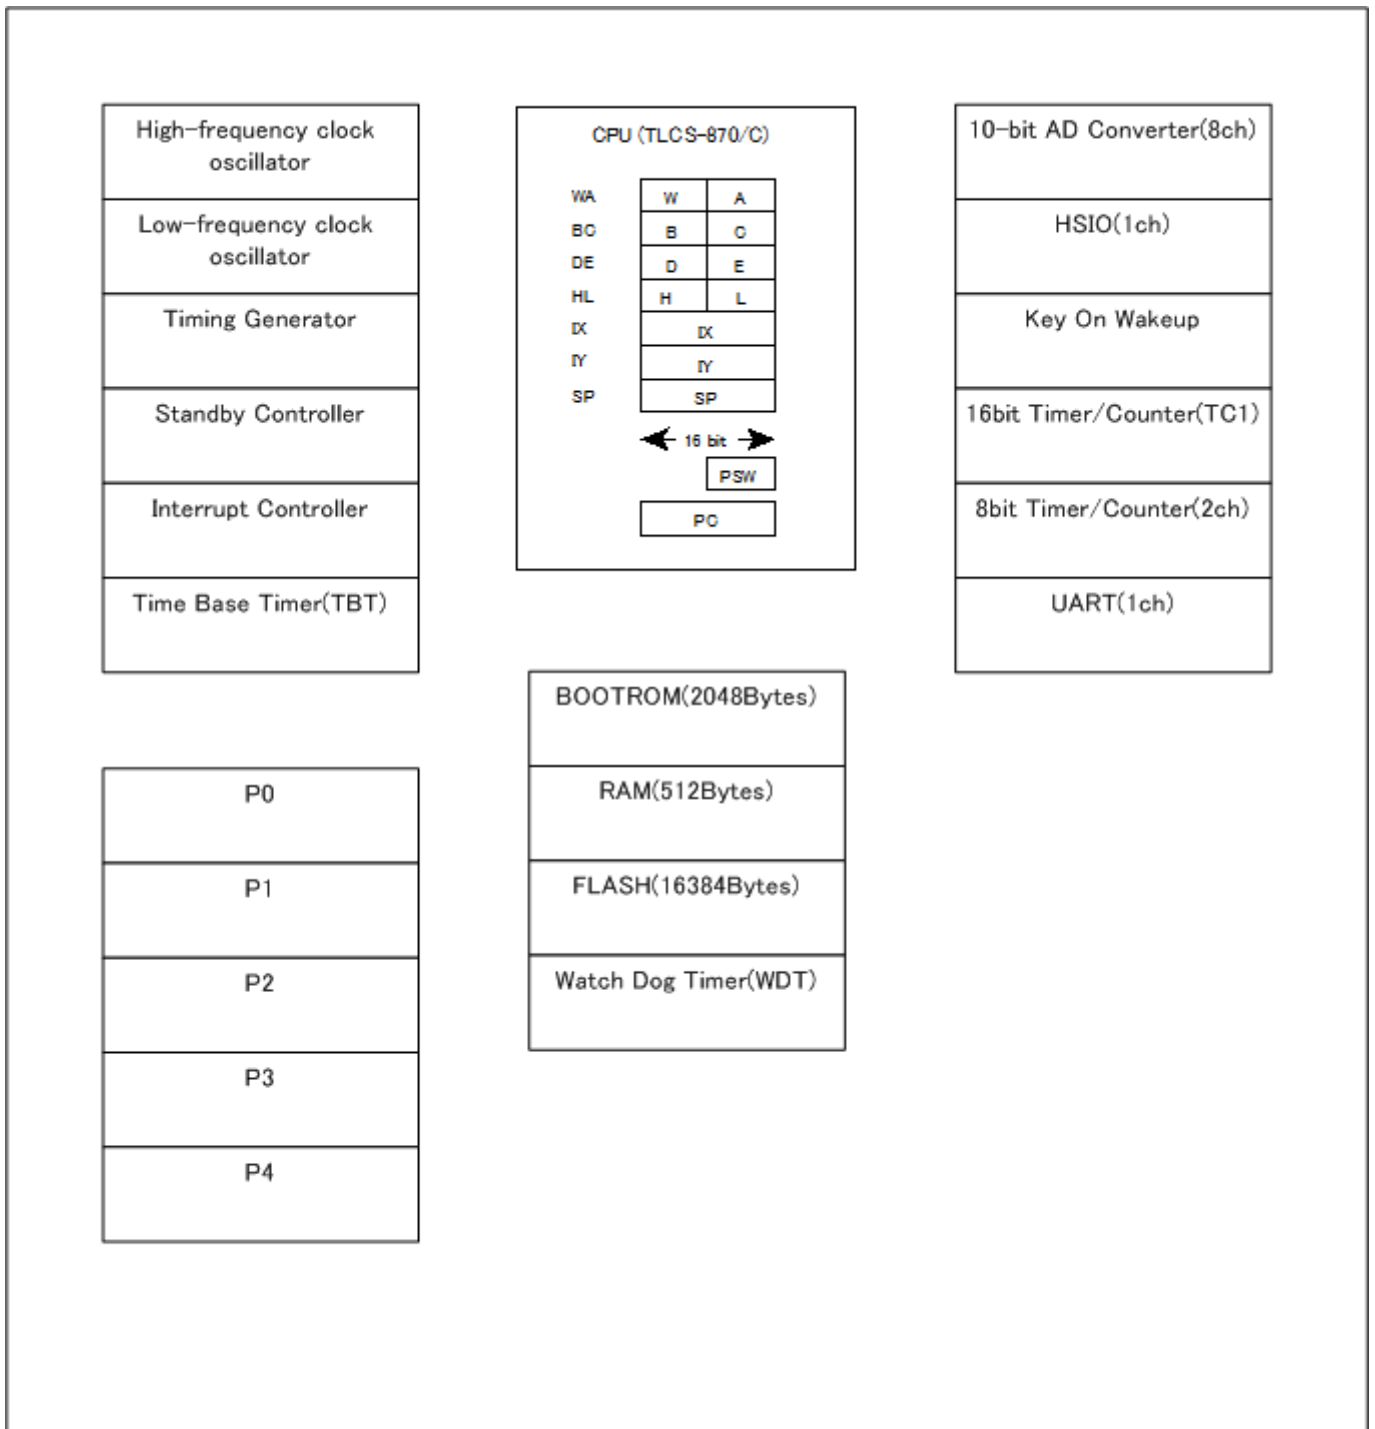 High-frequency clock
oscillator
Low-frequency clock
oscillator
Timing Generator
Standby Controller
Interrupt Controller
Time Base Timer(TBT)
P0
P1
P2
P3
P4
CPU (TLCS-870/C)
WA W A
BC B C
DE D E
HL H L
IX IX
IY IY
SP SP
16 bit
PSW
PC
BOOTROM(2048Bytes)
RAM(512Bytes)
FLASH(16384Bytes)
Watch Dog Timer(WDT)
10-bit AD Converter(8ch)
HSIO(1ch)
Key On Wakeup
16bit Timer/Counter(TC1)
8bit Timer/Counter(2ch)
UART(1ch)